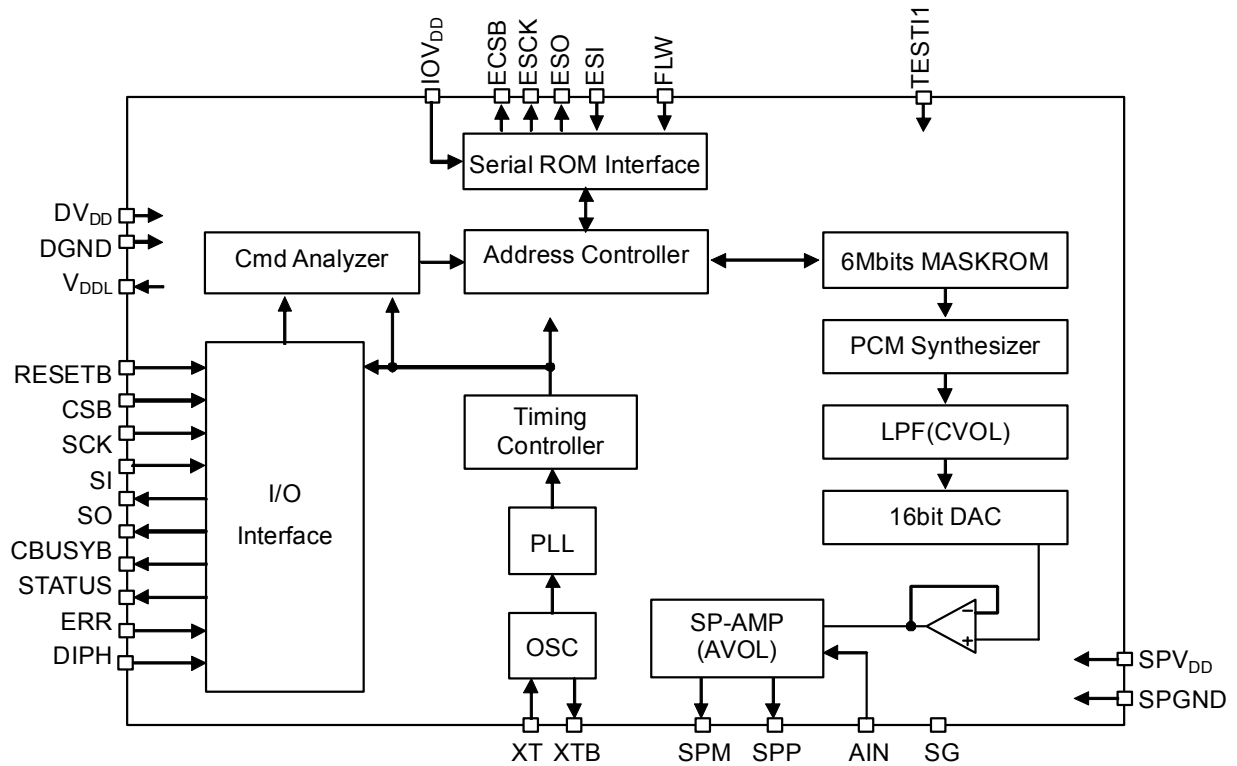 IOVDD
ECSB
ESCK
ESO
ESI
FLW
TESTI1
Serial ROM Interface
DVDD
DGND
VDDL
Cmd Analyzer
Address Controller
6Mbits MASKROM
PCM Synthesizer
LPF(CVOL)
16bit DAC
RESETB
CSB
SCK
SI
SO
CBUSYB
STATUS
ERR
DIPH
I/O
Interface
Timing
Controller
PLL
OSC
SP-AMP
(AVOL)
−
+
SPVDD
SPGND
XT
XTB
SPM
SPP
AIN
SG